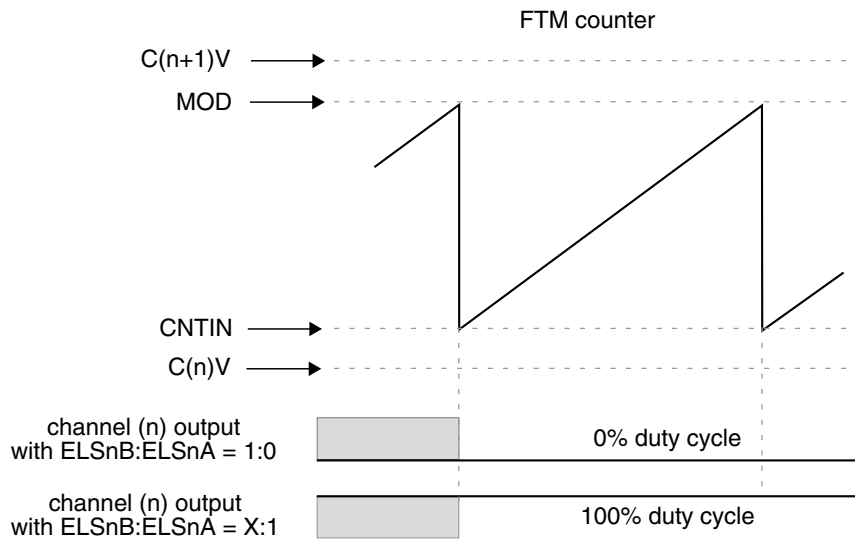 FTM counter
C(n+1)V
MOD
CNTIN
C(n)V
channel (n) output
with ELSnB:ELSnA = 1:0
0% duty cycle
channel (n) output
with ELSnB:ELSnA = X:1
100% duty cycle